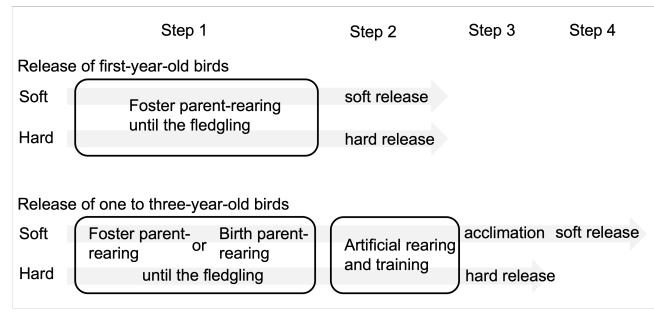 Step 1 Step 2 Step 3 Step 4
Release of first-year-old birds
Soft
Foster parent-rearing
until the fledgling
soft release
Hard
hard release
Release of one to three-year-old birds
Soft
Foster parent-
rearing
or
Birth parent-
rearing
until the fledgling
Artificial rearing
and training
acclimation soft release
Hard
hard release